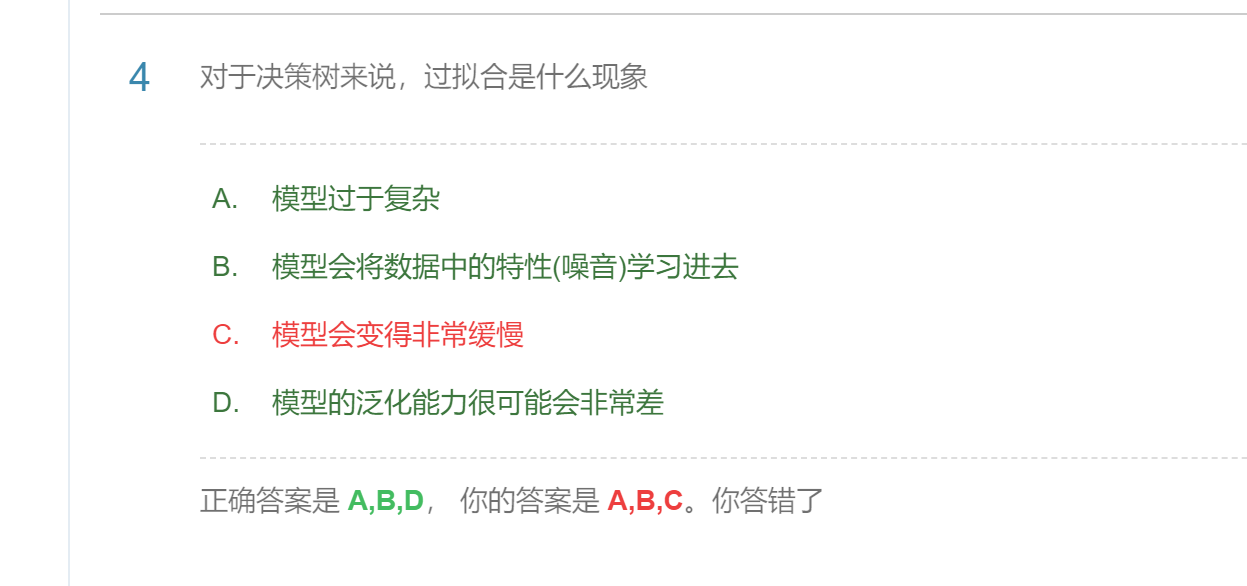 4 对于决策树来说，过拟合是什么现象
A. 模型过于复杂
B. 模型会将数据中的特性(噪音)学习进去
C. 模型会变得非常缓慢
D. 模型的泛化能力很可能会非常差
正确答案是 A,B,D， 你的答案是 A,B,C。你答错了